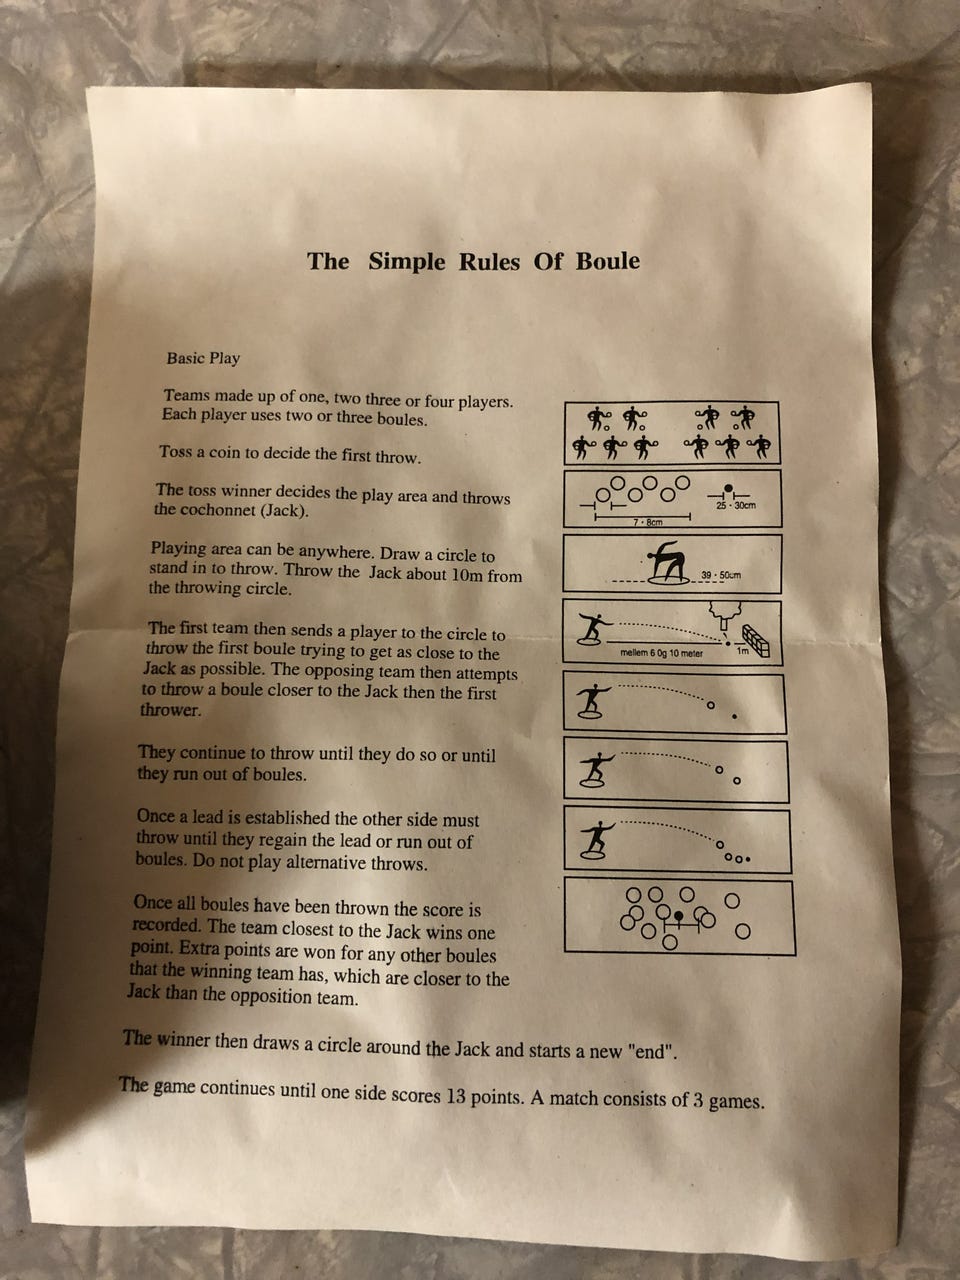 The Simple Rules Of Boule
Basic Play
Teams made up of one, two three or four players.
Each player uses two or three boules.
Toss a coin to decide the first throw.
The toss winner decides the play area and throws
the cochonnet (Jack).
Playing area can be anywhere. Draw a circle to
stand in to throw. Throw the Jack about 10m from
the throwing circle.
The first team then sends a player to the circle to
throw the first boule trying to get as close to the
Jack as possible. The opposing team then attempts
to throw a boule closer to the Jack then the first
thrower.
They continue to throw until they do so or until
they run out of boules.
Once a lead is established the other side must
throw until they regain the lead or run out of
boules. Do not play alternative throws.
Once all boules have been thrown the score is
recorded. The team closest to the Jack wins one
point. Extra points are won for any other boules
that the winning team has, which are closer to the
Jack than the opposition team.
The winner then draws a circle around the Jack and starts a new "end".
The game continues until one side scores 13 points. A match consists of 3 games.
25 - 30cm
7 - 8cm
39 - 50cm
mellem 6 0g 10 meter
1m